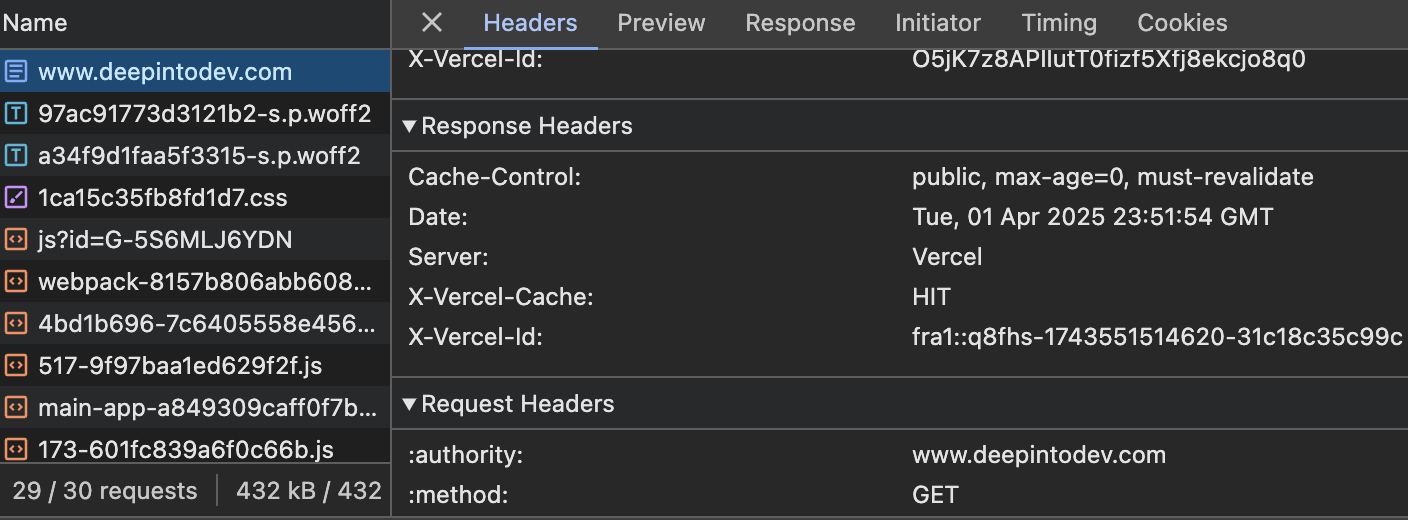 Name
www.deepintodev.com
97ac91773d3121b2-s.p.woff2
a34f9d1faa5f3315-s.p.woff2
1ca15c35fb8fd1d7.css
js?id=G-5S6MLJ6YDN
webpack-8157b806abb608...
4bd1b696-7c6405558e456...
517-9f97baa1ed629f2f.js
main-app-a849309caff0f7b...
173-601fc839a6f0c66b.js
29 / 30 requests
432 kB / 432
Headers Preview Response Initiator Timing Cookies
X-Vercel-Id: O5jK7z8APIlutT0fizf5Xfj8ekcjo8q0
Response Headers
Cache-Control: public, max-age=0, must-revalidate
Date: Tue, 01 Apr 2025 23:51:54 GMT
Server: Vercel
X-Vercel-Cache: HIT
X-Vercel-Id: fra1::q8fhs-1743551514620-31c18c35c99c
Request Headers
:authority: www.deepintodev.com
:method: GET